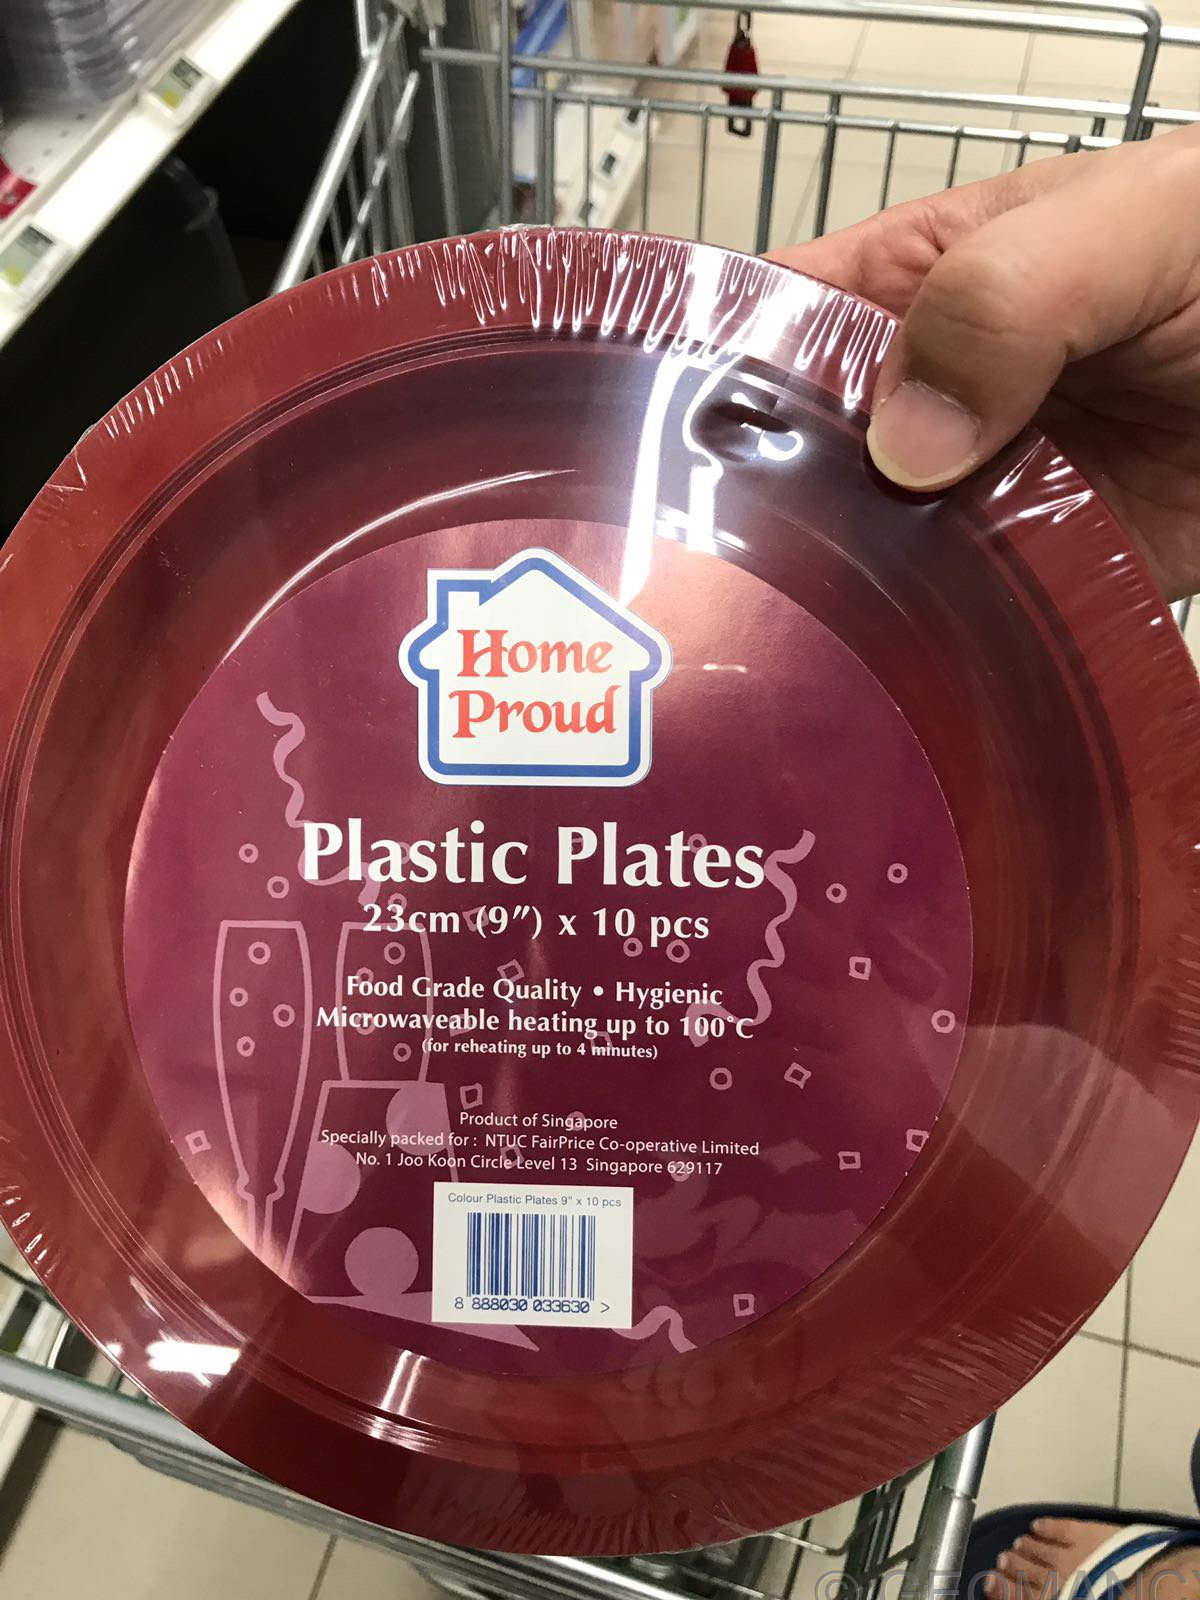 Home
Proud
Plastic Plates
23cm (9") x 10 pcs
Food Grade Quality • Hygienic
Microwaveable heating up to 100°C
(for reheating up to 4 minutes)
Product of Singapore
Specially packed for : NTUC FairPrice Co-operative Limited
No. 1 Joo Koon Circle Level 13 Singapore 629117
Colour Plastic Plates 9" x 10 pcs
8 888030 033630 >